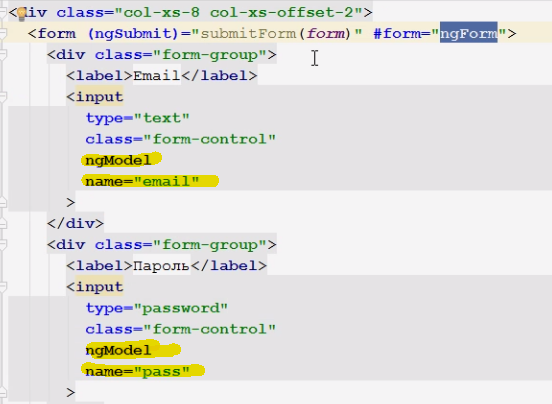 <div class="col-xs-8 col-xs-offset-2">
<form (ngSubmit)="submitForm(form)" #form="ngForm">
<div class="form-group">
<label>Email</label>
<input
type="text"
class="form-control"
ngModel
name="email"
>
</div>
<div class="form-group">
<label>Пароль</label>
<input
type="password"
class="form-control"
ngModel
name="pass"
>